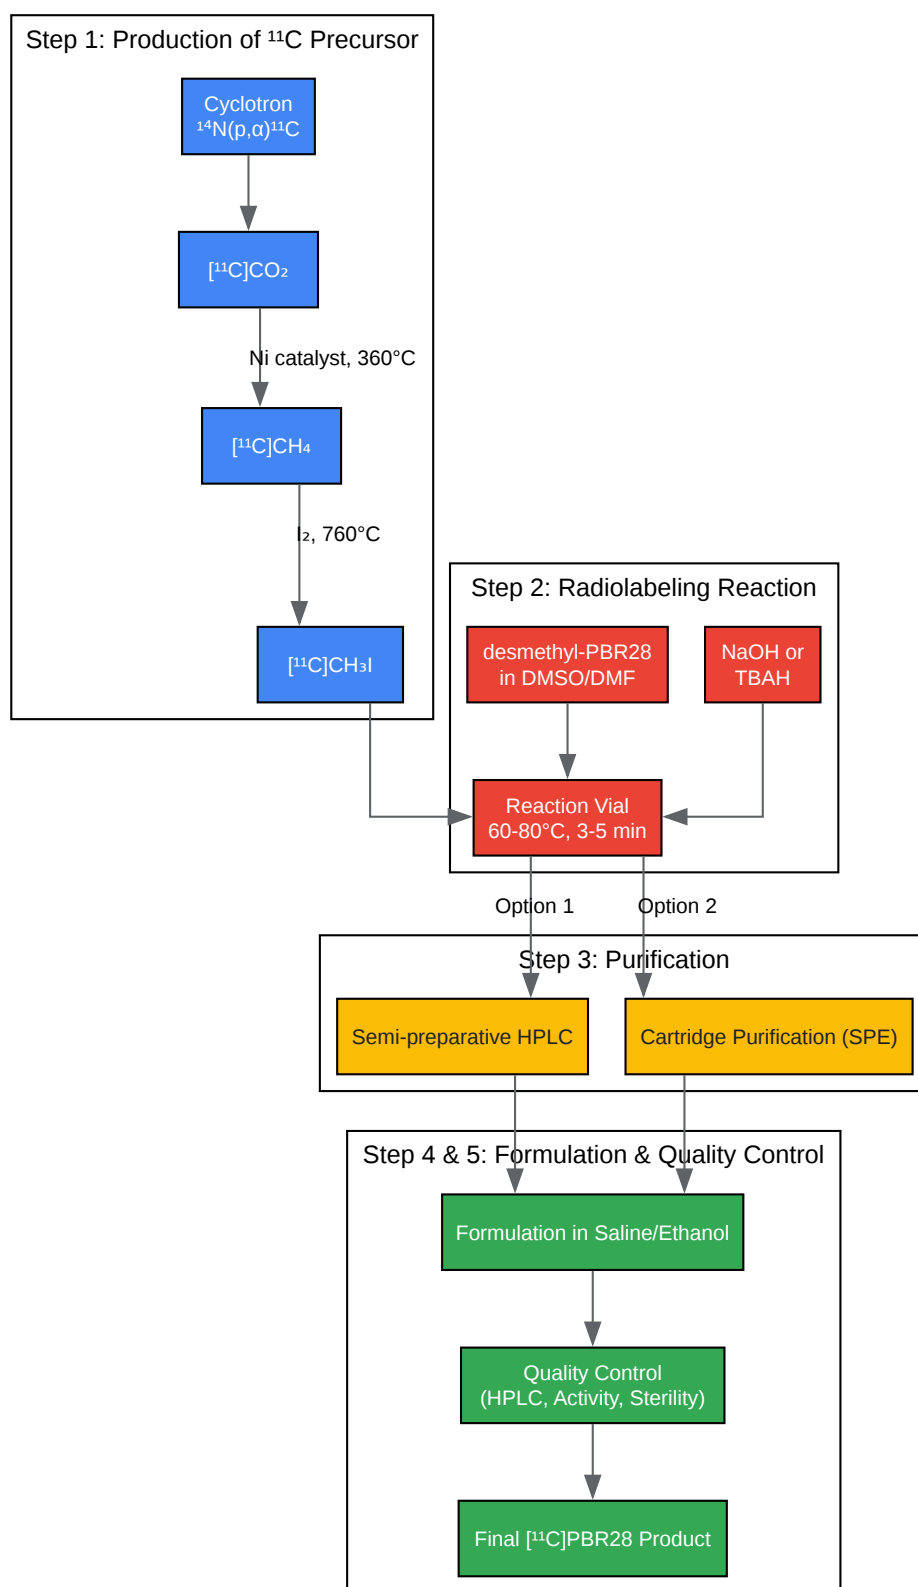 Step 1: Production of ¹¹C Precursor
Cyclotron
¹⁴N(p,α)¹¹C
[¹¹C]CO₂
Ni catalyst, 360°C
[¹¹C]CH₄
I₂, 760°C
[¹¹C]CH₃I
Step 2: Radiolabeling Reaction
desmethyl-PBR28
in DMSO/DMF
NaOH or
TBAH
Reaction Vial
60-80°C, 3-5 min
Option 1
Option 2
Step 3: Purification
Semi-preparative HPLC
Cartridge Purification (SPE)
Step 4 & 5: Formulation & Quality Control
Formulation in Saline/Ethanol
Quality Control
(HPLC, Activity, Sterility)
Final [¹¹C]PBR28 Product